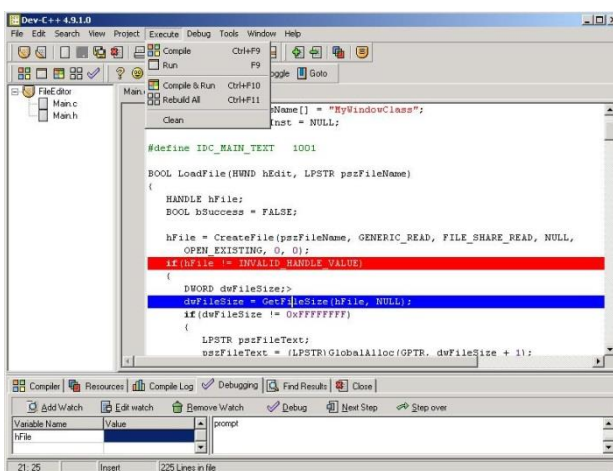 Dev-C++ 4.9.1.0
File Edit Search View Project Execute Debug Tools Window Help
Compile Ctrl+F9
Run F9
Compile & Run Ctrl+F10
Rebuild All Ctrl+F11
Clean
oggle Goto
FileEditor
Main.c
Main.h
Main.
sName[] = "MyWindowClass";
Inst = NULL;
#define IDC_MAIN_TEXT 1001
BOOL LoadFile(HWND hEdit, LPSTR pszFileName)
{
HANDLE hFile;
BOOL bSuccess = FALSE;
hFile = CreateFile(pszFileName, GENERIC_READ, FILE_SHARE_READ, NULL,
OPEN_EXISTING, 0, 0);
if(hFile != INVALID_HANDLE_VALUE)
{
DWORD dwFileSize;>
dwFileSize = GetFileSize(hFile, NULL);
if(dwFileSize != 0xFFFFFFFF)
{
LPSTR pszFileText;
pszFileText = (LPSTR)GlobalAlloc(GPTR, dwFileSize + 1);
Compiler Resources Compile Log Debugging Find Results Close
Add Watch Edit watch Remove Watch Debug Next Step Step over
Variable Name Value prompt
hFile
21: 25 Insert 225 Lines in file